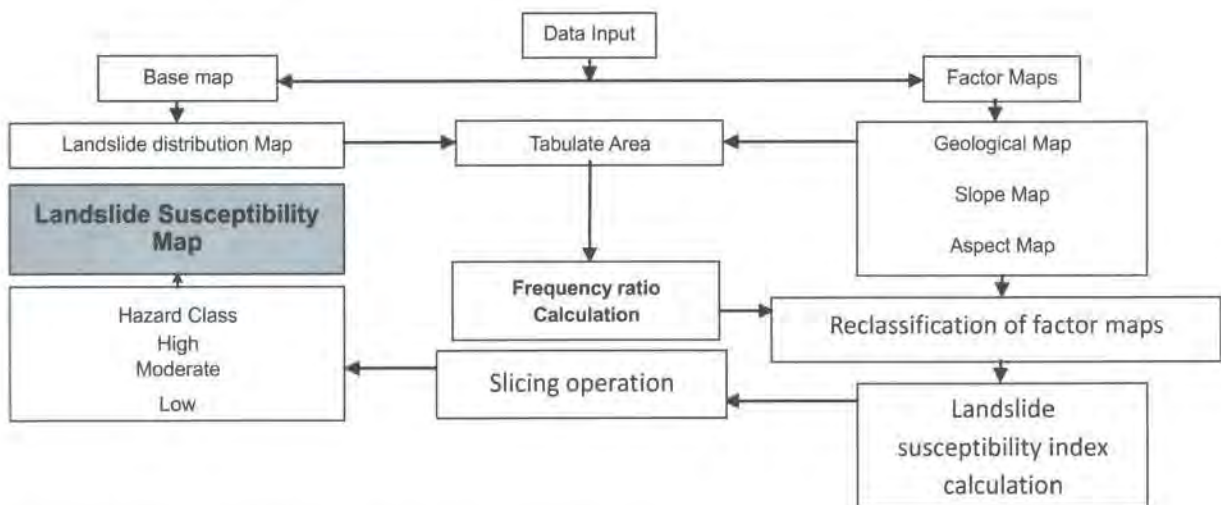 Data Input
Base map
Factor Maps
Landslide distribution Map
Tabulate Area
Geological Map
Slope Map
Aspect Map
Landslide Susceptibility
Map
Frequency ratio
Calculation
Reclassification of factor maps
Hazard Class
High
Moderate
Low
Slicing operation
Landslide
susceptibility index
calculation